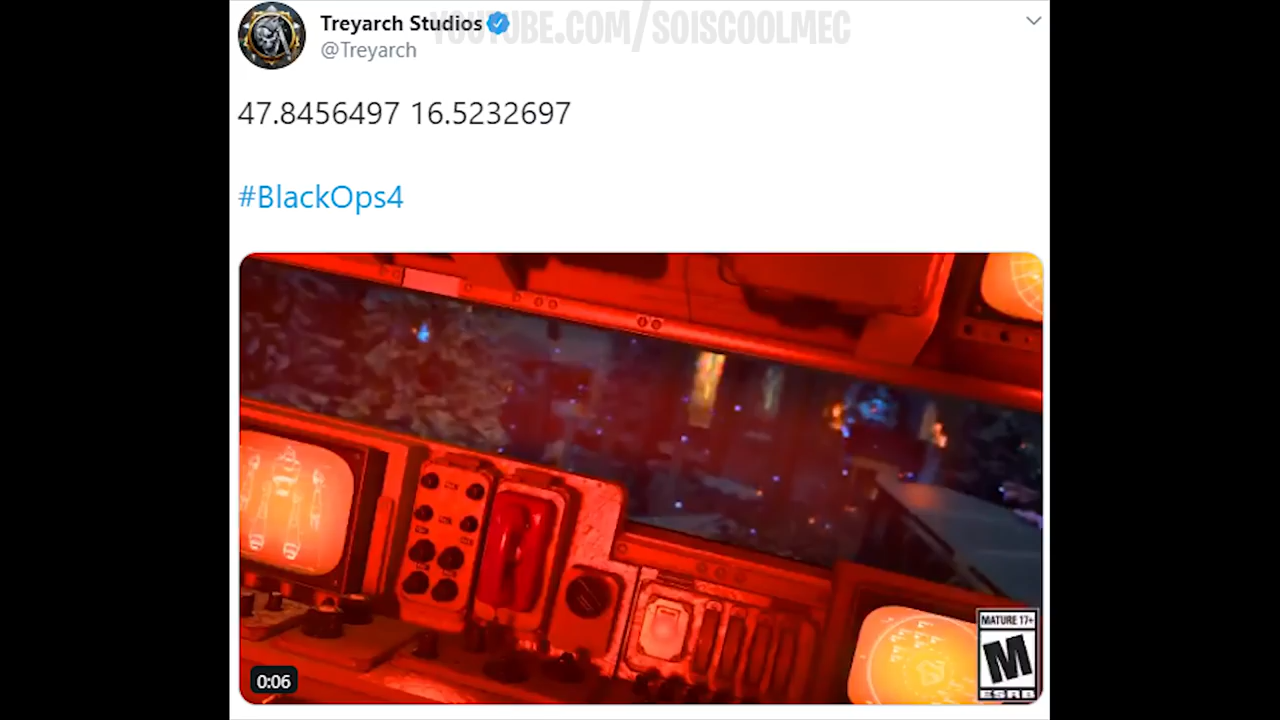 YOUTUBE.COM/SOISCOOLMEC
Treyarch Studios
@Treyarch
47.8456497 16.5232697
#BlackOps4
0:06
MATURE 17+
M
ESRB